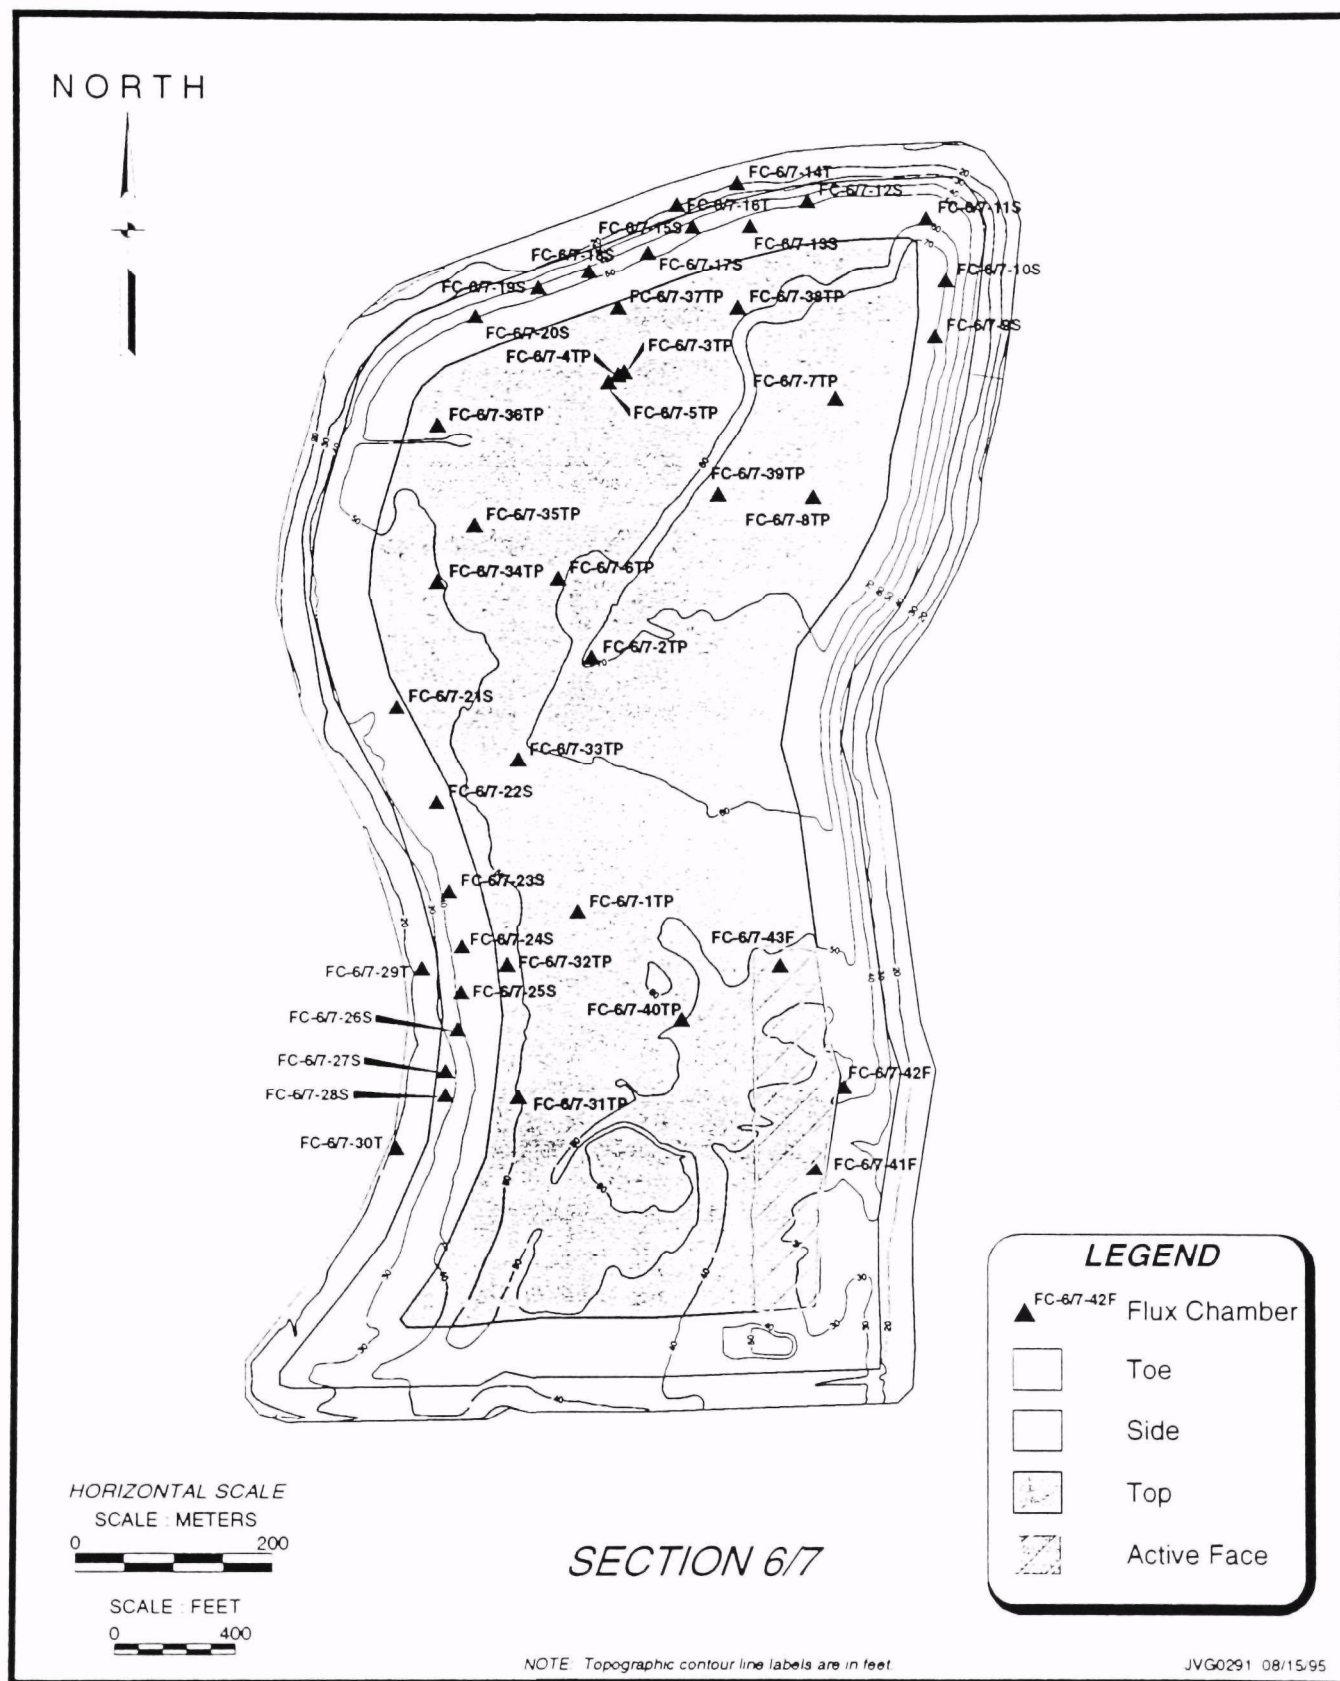 NORTH
FC-6/7-14T
FC-6/7-12S
FC-6/7-16T
FC-6/7-11S
FC-6/7-15S
FC-6/7-13S
FC-6/7-18S
FC-6/7-17S
FC-6/7-10S
FC-6/7-19S
FC-6/7-37TP
FC-6/7-38TP
FC-6/7-20S
FC-6/7-9S
FC-6/7-3TP
FC-6/7-4TP
FC-6/7-7TP
FC-6/7-5TP
FC-6/7-36TP
FC-6/7-39TP
FC-6/7-35TP
FC-6/7-8TP
FC-6/7-34TP
FC-6/7-6TP
FC-6/7-2TP
FC-6/7-21S
FC-6/7-33TP
FC-6/7-22S
FC-6/7-23S
FC-6/7-1TP
FC-6/7-24S
FC-6/7-43F
FC-6/7-29T
FC-6/7-32TP
FC-6/7-25S
FC-6/7-40TP
FC-6/7-26S
FC-6/7-27S
FC-6/7-42F
FC-6/7-28S
FC-6/7-31TP
FC-6/7-30T
FC-6/7-41F
LEGEND
FC-6/7-42F Flux Chamber
Toe
Side
Top
Active Face
HORIZONTAL SCALE
SCALE : METERS
0 200
SCALE : FEET
0 400
SECTION 6/7
NOTE: Topographic contour line labels are in feet.
JVG0291 08/15/95